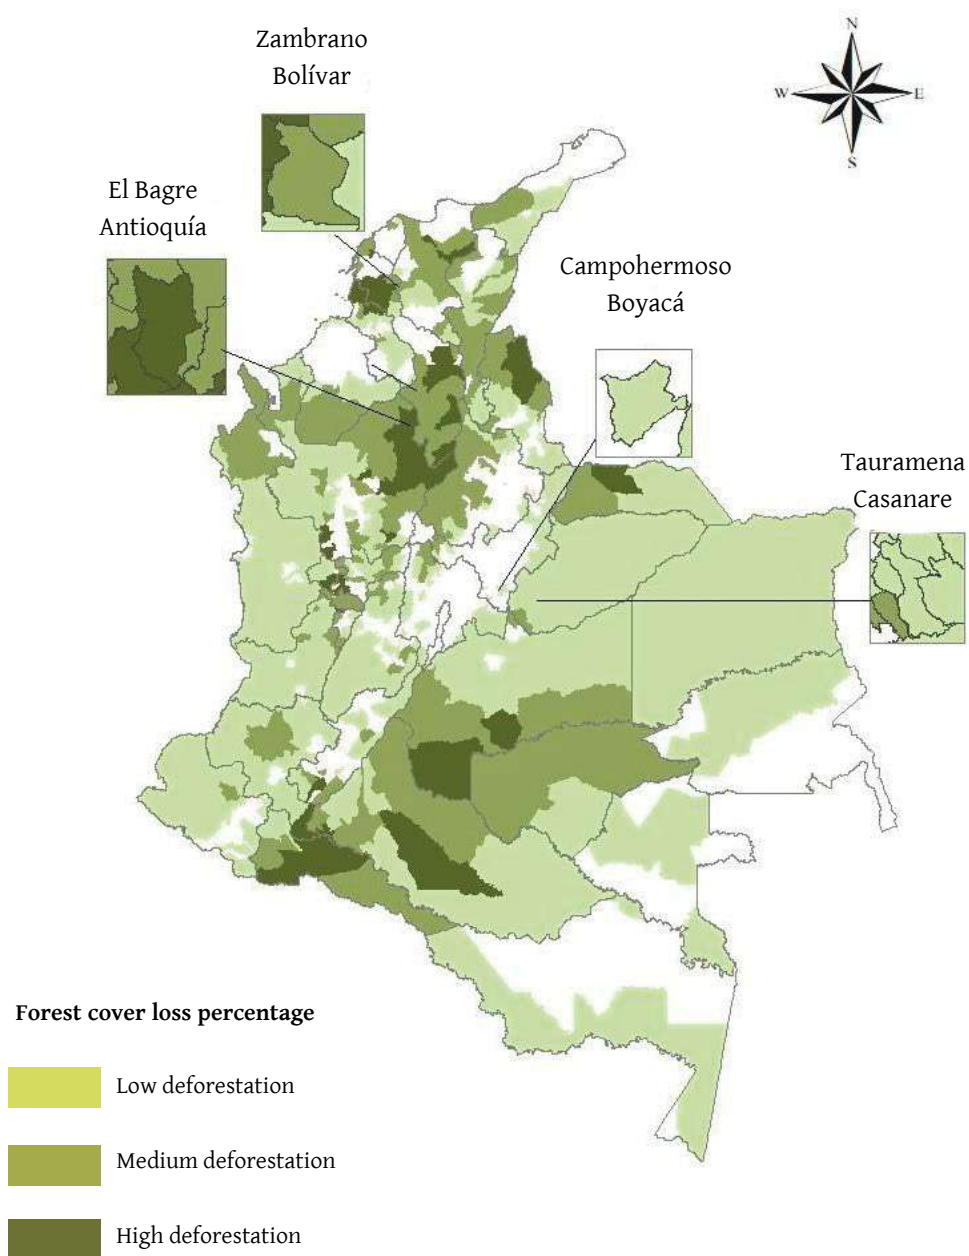 N
W
E
S
Zambrano
Bolívar
El Bagre
Antioquía
Campohermoso
Boyacá
Tauramena
Casanare
Forest cover loss percentage
Low deforestation
Medium deforestation
High deforestation